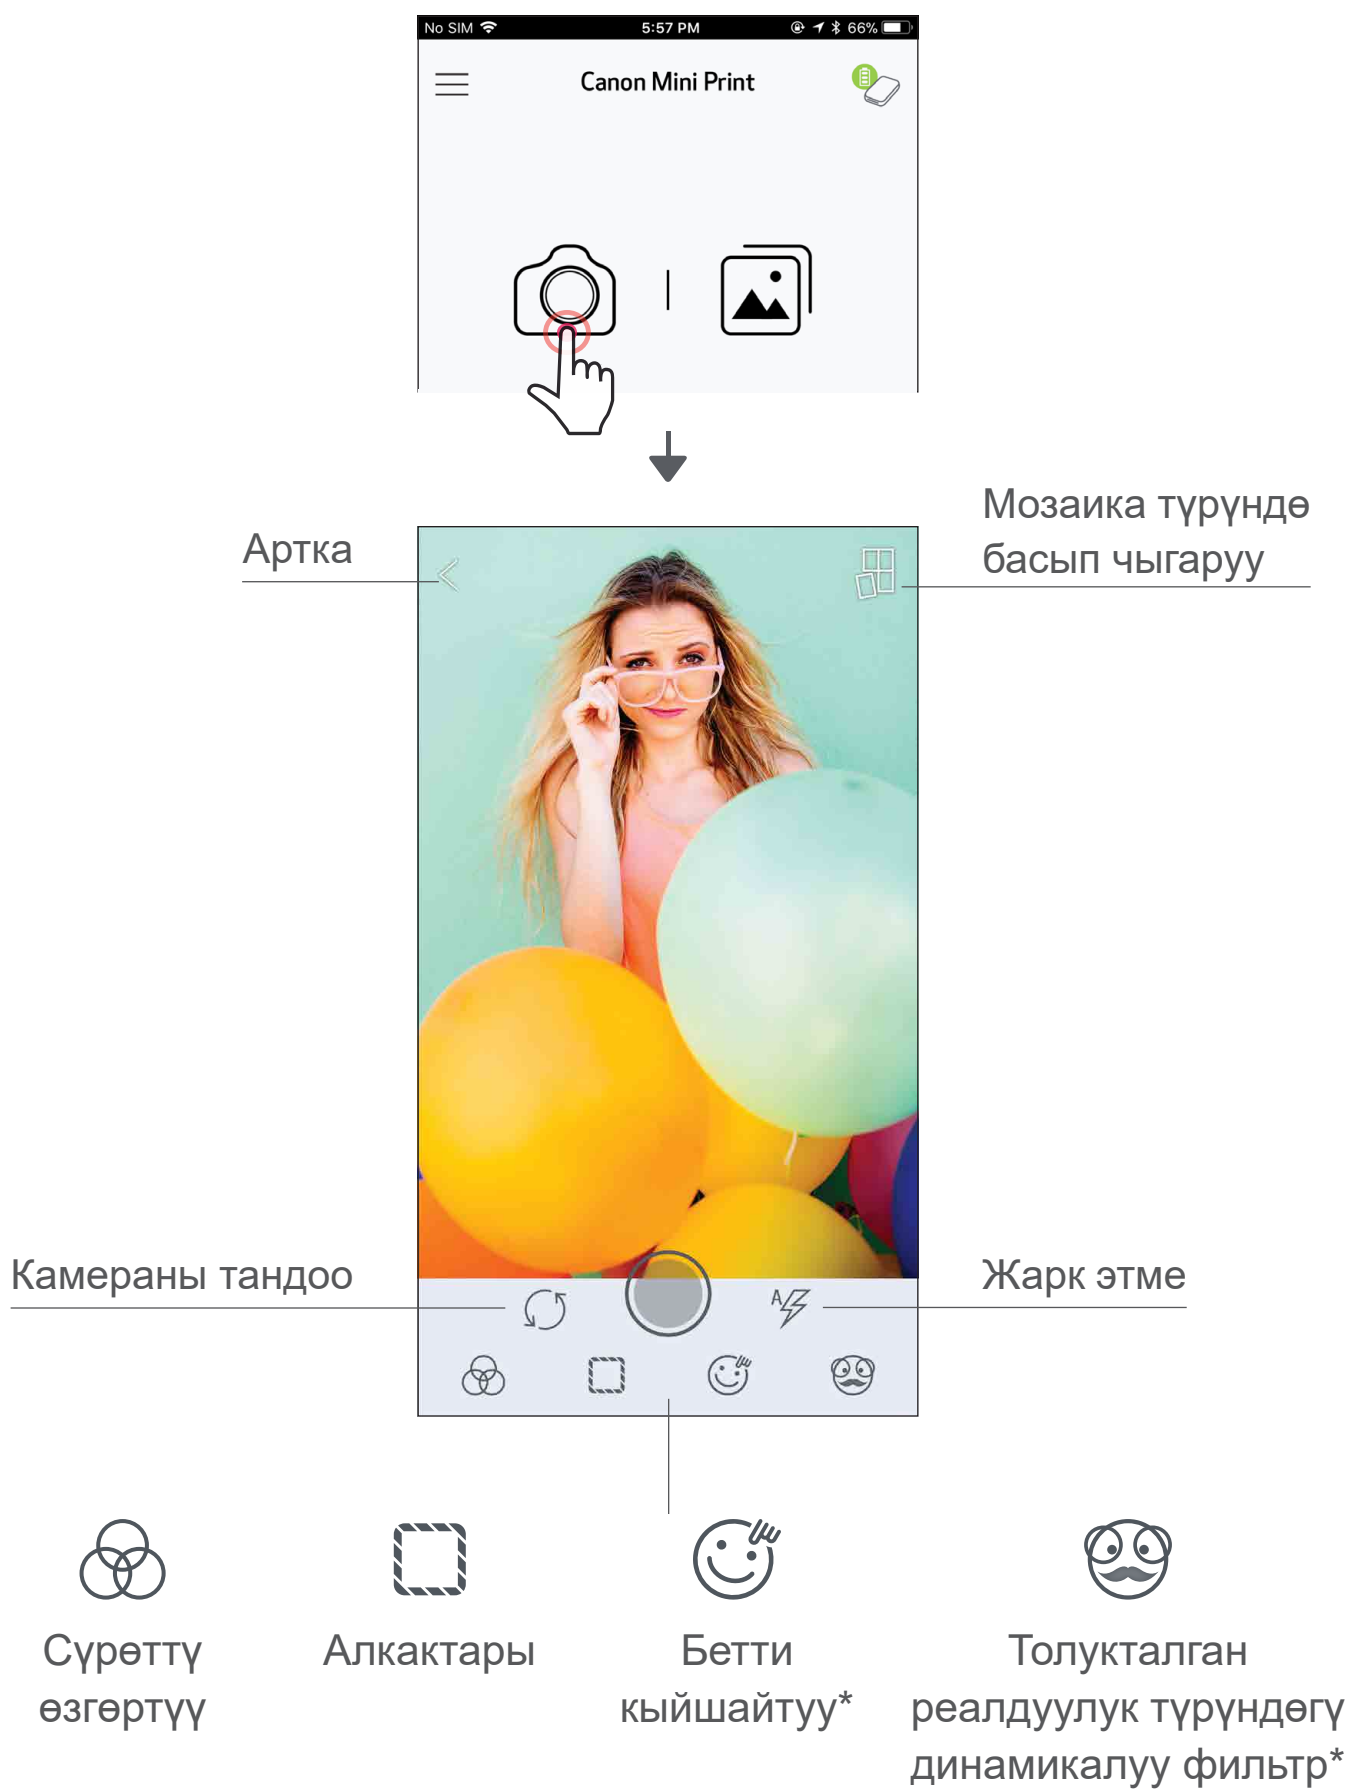 No SIM 5:57 PM 66%
Canon Mini Print
Мозаика түрүндө
басып чыгаруу
Артка
Камераны тандоо
Жарк этме
A
Сүрөттү
өзгөртүү
Алкактары
Бетти
кыйшайтуу*
Толукталган
реалдуулук түрүндөгү
динамикалуу фильтр*